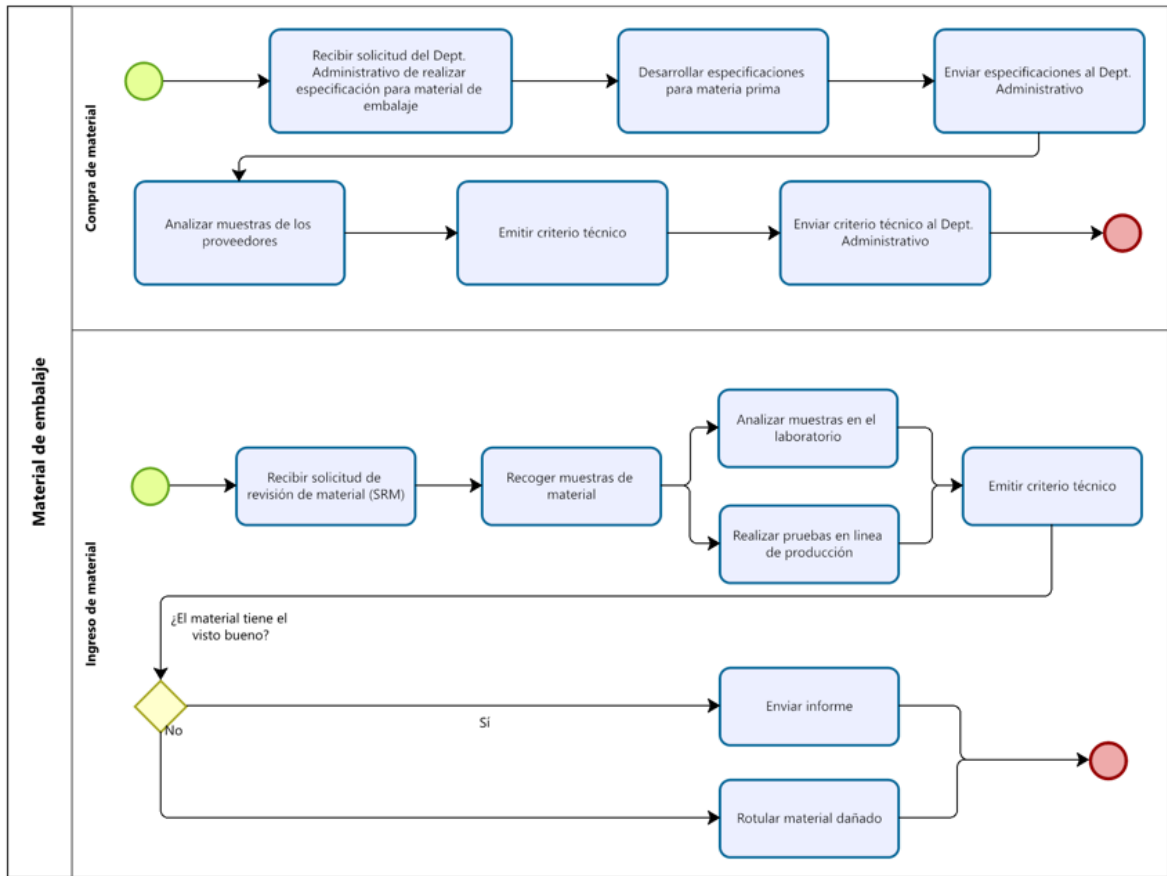 Material de embalaje
Compra de material
Recibir solicitud del Dept.
Administrativo de realizar
especificación para material de
embalaje
Desarrollar especificaciones
para materia prima
Enviar especificaciones al Dept.
Administrativo
Analizar muestras de los
proveedores
Emitir criterio técnico
Enviar criterio técnico al Dept.
Administrativo
Ingreso de material
Recibir solicitud de
revisión de material (SRM)
Recoger muestras de
material
Analizar muestras en el
laboratorio
Realizar pruebas en linea
de producción
Emitir criterio técnico
¿El material tiene el
visto bueno?
No
Sí
Enviar informe
Rotular material dañado